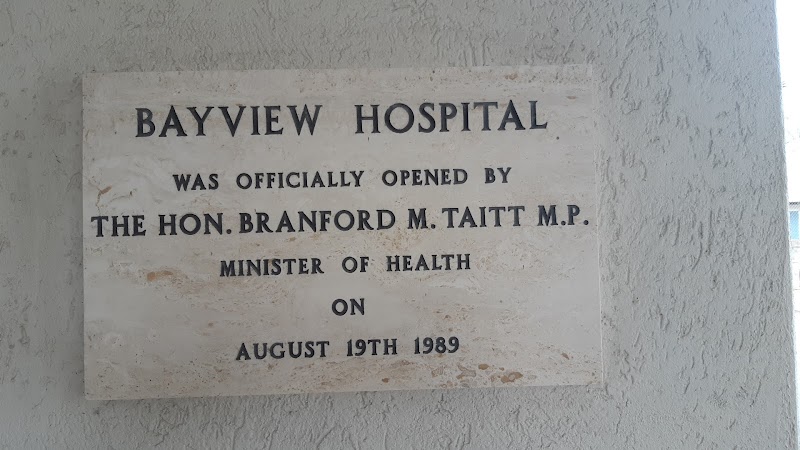 BAYVIEW HOSPITAL
WAS OFFICIALLY OPENED BY
THE HON. BRANFORD M. TAITT M.P.
MINISTER OF HEALTH
ON
AUGUST 19TH 1989